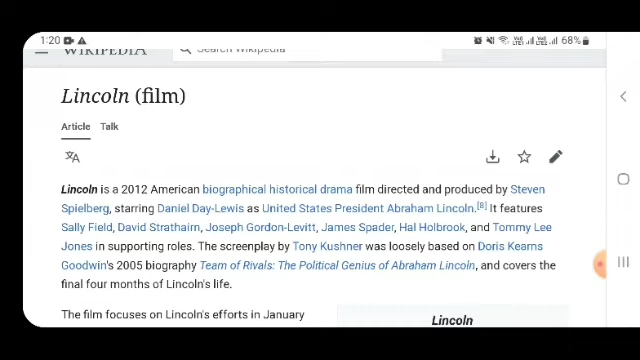 1:20 68%
WIKIPEDIA Search Wikipedia
Lincoln (film)
Article Talk
Lincoln is a 2012 American biographical historical drama film directed and produced by Steven
Spielberg, starring Daniel Day-Lewis as United States President Abraham Lincoln.[8] It features
Sally Field, David Strathairn, Joseph Gordon-Levitt, James Spader, Hal Holbrook, and Tommy Lee
Jones in supporting roles. The screenplay by Tony Kushner was loosely based on Doris Kearns
Goodwin's 2005 biography Team of Rivals: The Political Genius of Abraham Lincoln, and covers the
final four months of Lincoln's life.
The film focuses on Lincoln's efforts in January
Lincoln